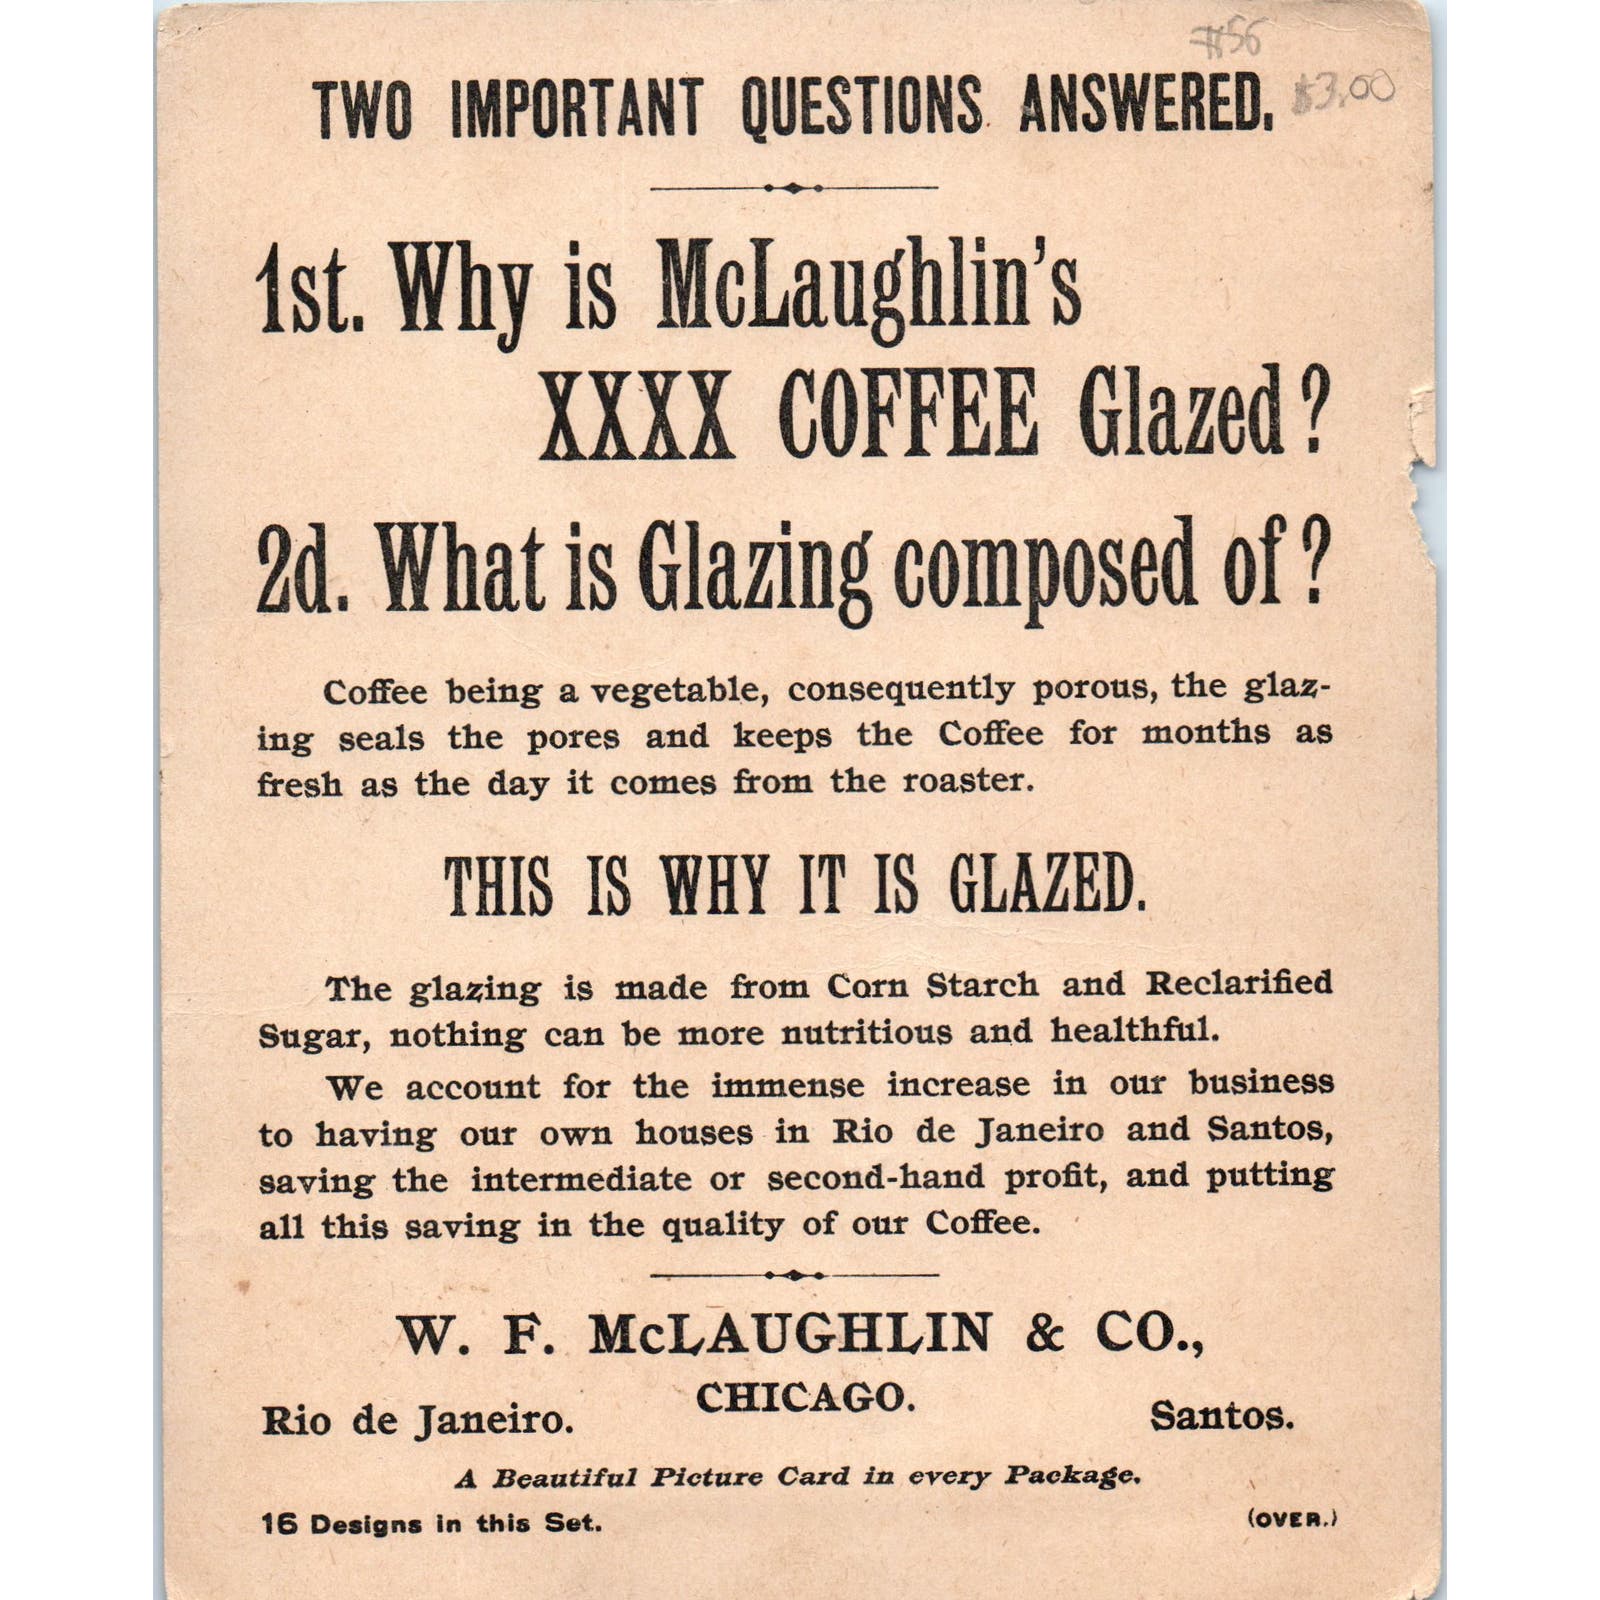 #56
TWO IMPORTANT QUESTIONS ANSWERED.
$3.00
1st. Why is McLaughlin's
XXXX COFFEE Glazed?
2d. What is Glazing composed of?
Coffee being a vegetable, consequently porous, the glaz-
ing seals the pores and keeps the Coffee for months as
fresh as the day it comes from the roaster.
THIS IS WHY IT IS GLAZED.
The glazing is made from Corn Starch and Reclarified
Sugar, nothing can be more nutritious and healthful.
We account for the immense increase in our business
to having our own houses in Rio de Janeiro and Santos,
saving the intermediate or second-hand profit, and putting
all this saving in the quality of our Coffee.
W. F. McLAUGHLIN & CO.,
CHICAGO.
Rio de Janeiro. Santos.
A Beautiful Picture Card in every Package.
16 Designs in this Set. (OVER.)